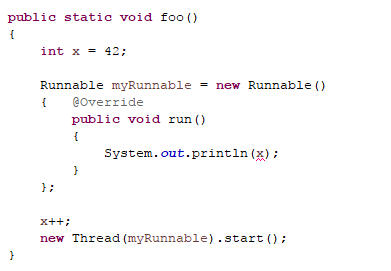 public static void foo()
{
    int x = 42;

    Runnable myRunnable = new Runnable()
    {   @Override
        public void run()
        {
            System.out.println(x);
        }
    };

    x++;
    new Thread(myRunnable).start();
}